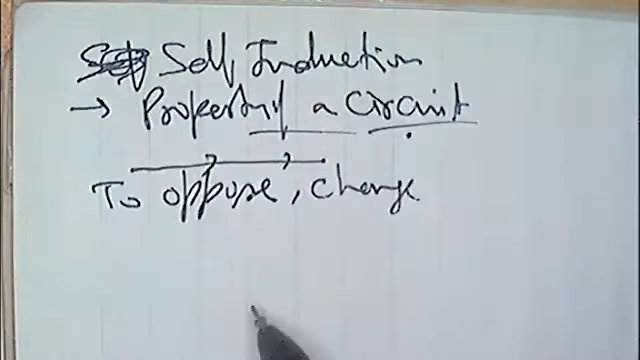 Self Induction
→ Property of a Circuit
To oppose, change